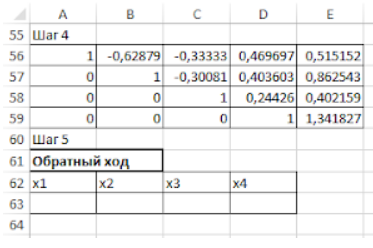 A B C D E
55 Шаг 4
56 1 -0,62879 -0,33333 0,469697 0,515152
57 0 1 -0,30081 0,403603 0,862543
58 0 0 1 0,24426 0,402159
59 0 0 0 1 1,341827
60 Шаг 5
61 Обратный ход
62 x1 x2 x3 x4
63
64